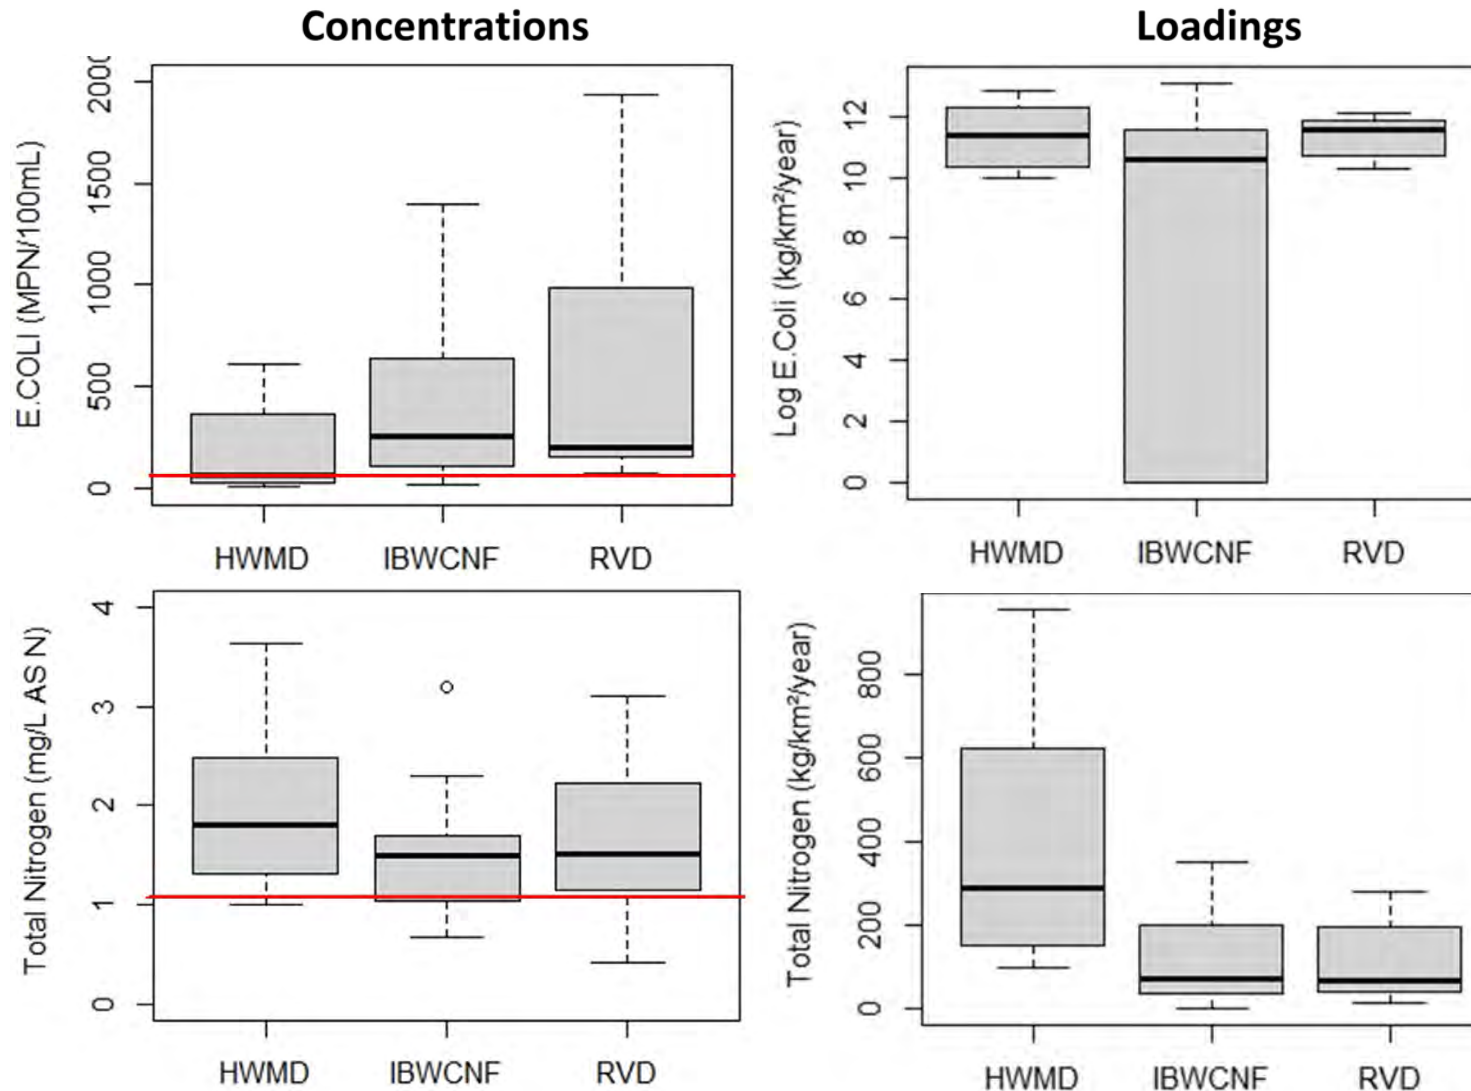 Concentrations
E.COLI (MPN/100mL)
2000
1500
1000
500
0
HWMD IBWCNF RVD
Loadings
Log E.Coli (kg/km²/year)
12
10
8
6
4
2
0
HWMD IBWCNF RVD
Total Nitrogen (mg/L AS N)
4
3
2
1
0
HWMD IBWCNF RVD
Total Nitrogen (kg/km²/year)
800
600
400
200
0
HWMD IBWCNF RVD